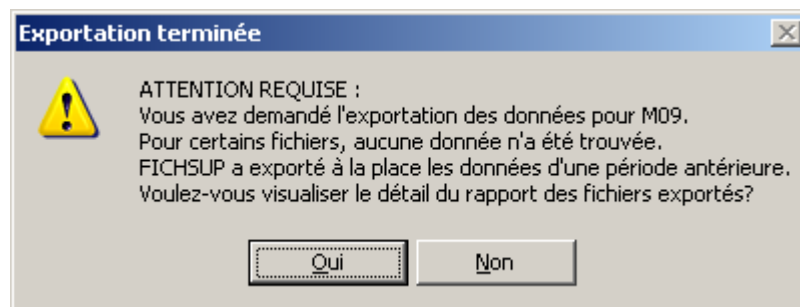 Exportation terminée
ATTENTION REQUISE :
Vous avez demandé l'exportation des données pour M09.
Pour certains fichiers, aucune donnée n'a été trouvée.
FICHSUP a exporté à la place les données d'une période antérieure.
Voulez-vous visualiser le détail du rapport des fichiers exportés?
Oui
Non